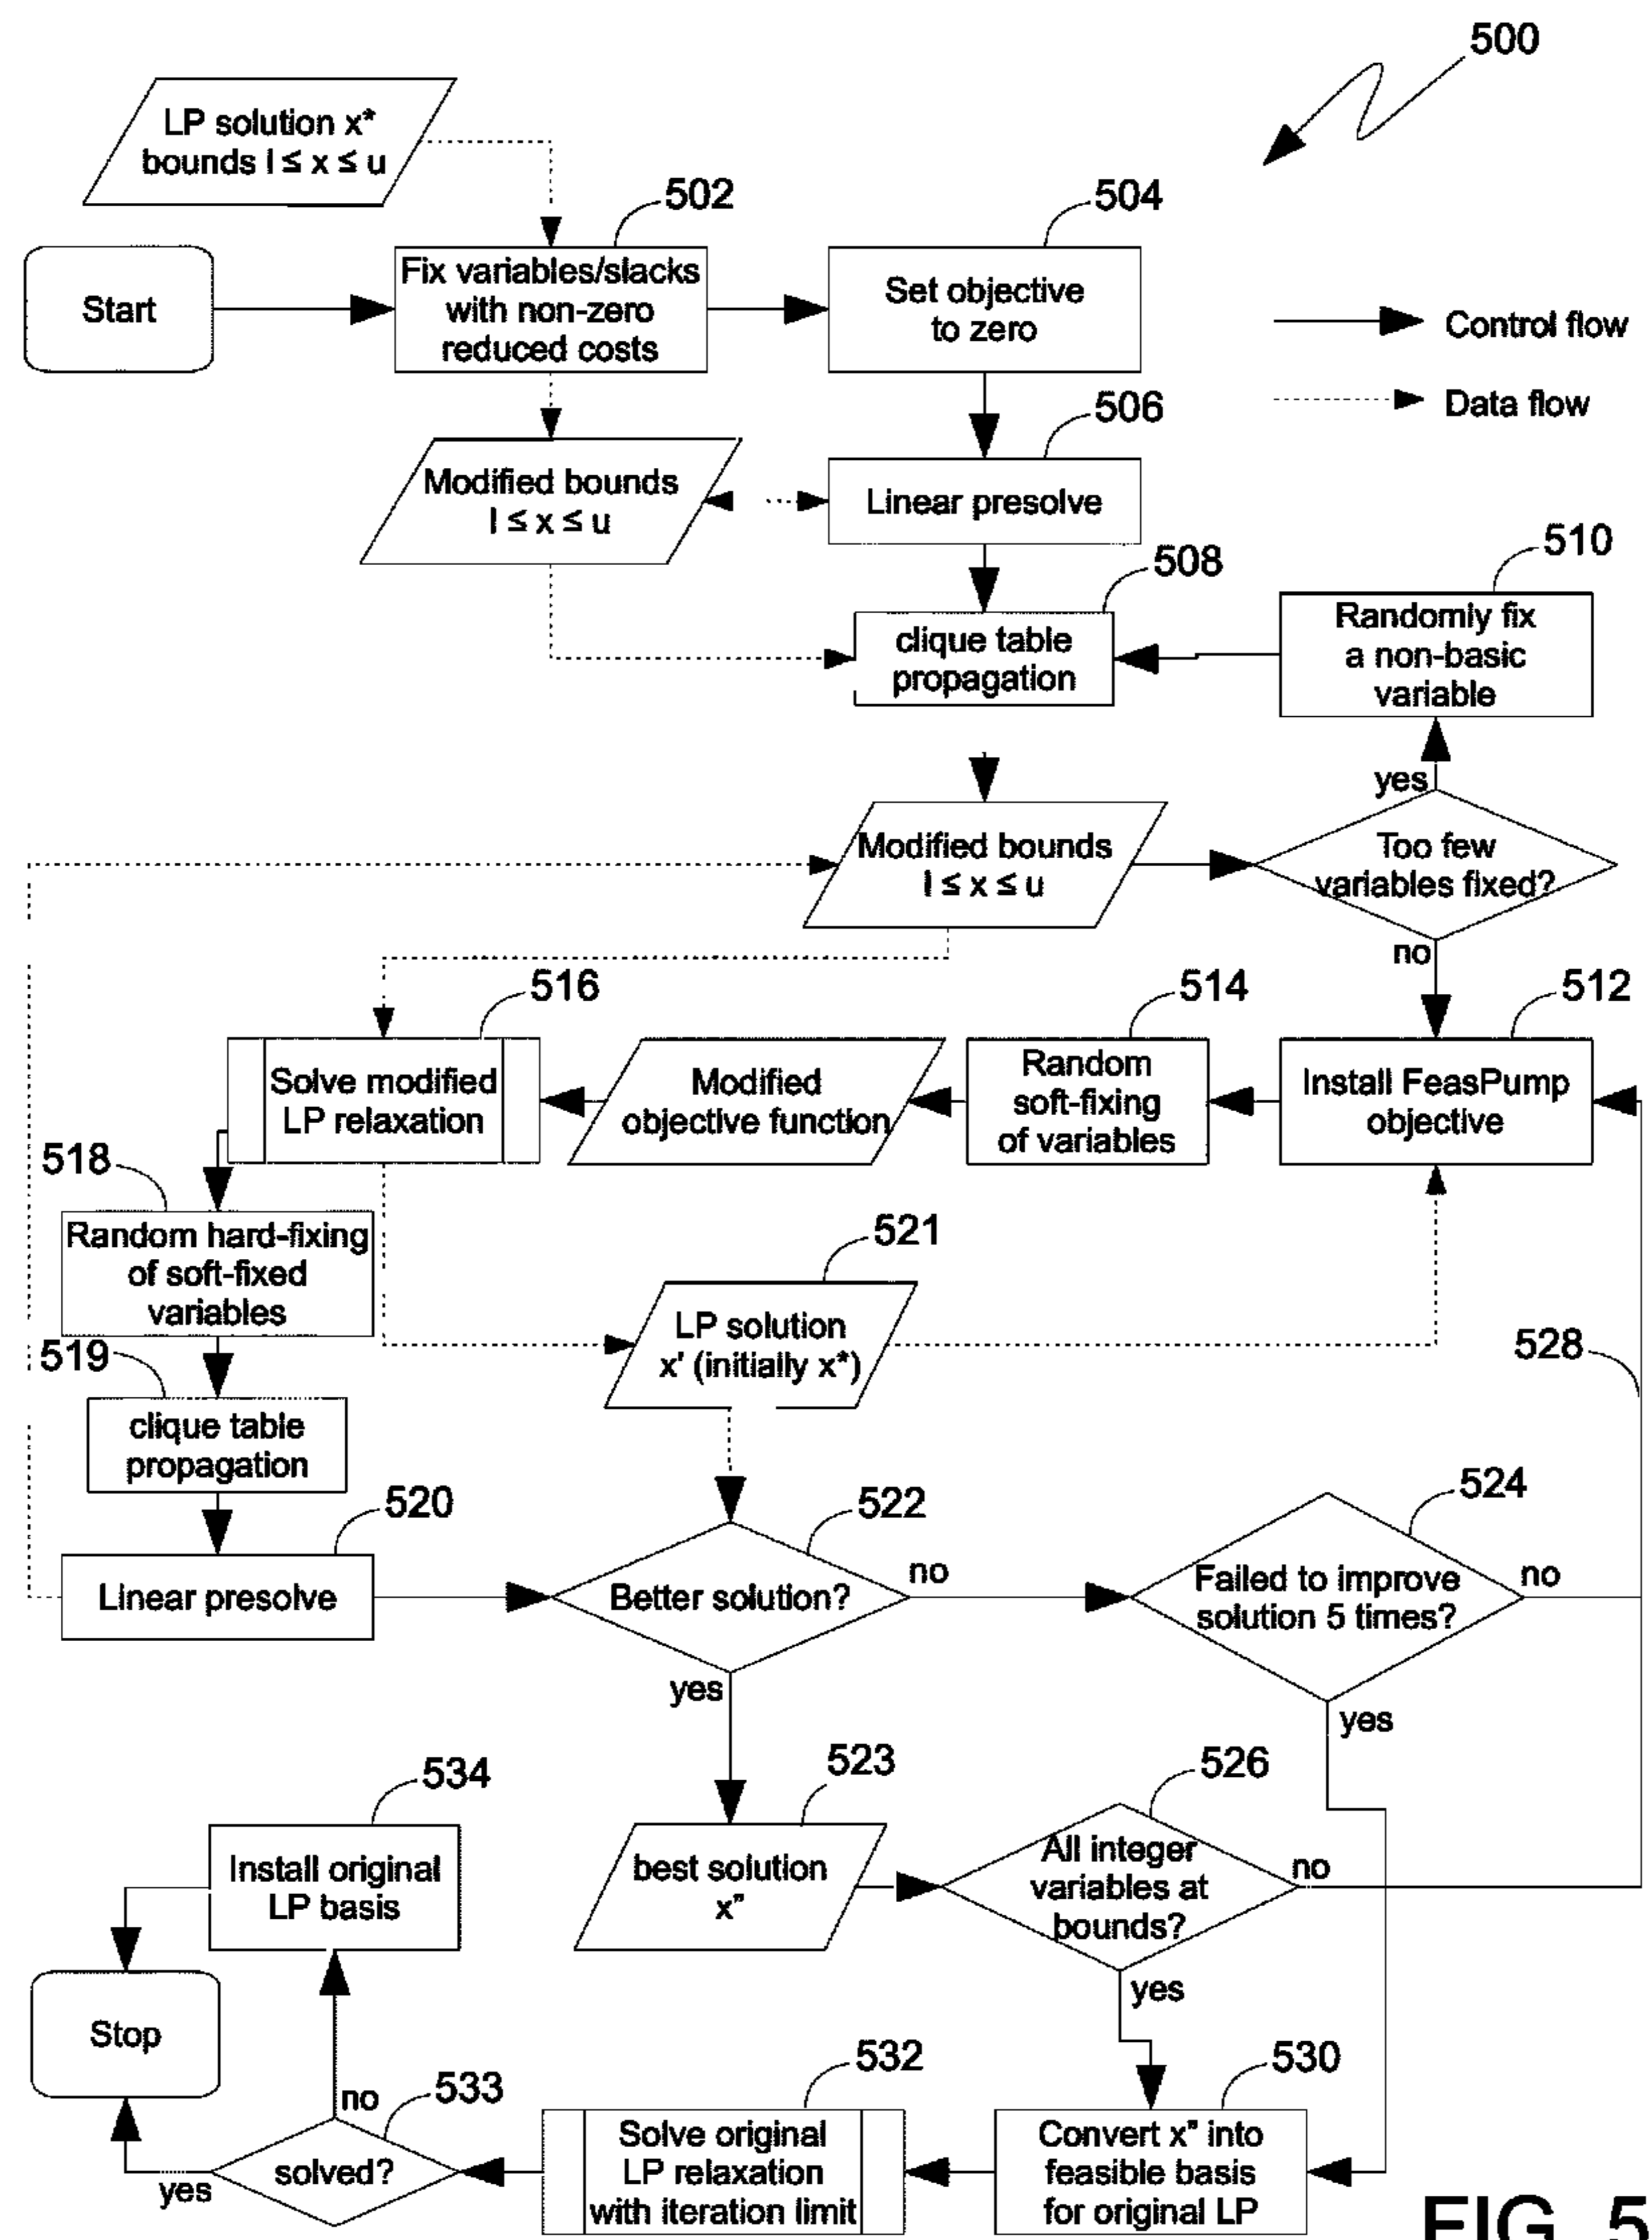 500
LP solution x*
bounds l ≤ x ≤ u
502
504
Start
Fix variables/slacks
with non-zero
reduced costs
Set objective
to zero
Control flow
Data flow
506
Modified bounds
l ≤ x ≤ u
Linear presolve
508
510
clique table
propagation
Randomly fix
a non-basic
variable
yes
Modified bounds
l ≤ x ≤ u
Too few
variables fixed?
no
516
514
512
Solve modified
LP relaxation
Modified
objective function
Random
soft-fixing
of variables
Install FeasPump
objective
518
Random hard-fixing
of soft-fixed
variables
521
LP solution
x' (initially x*)
519
528
clique table
propagation
520
522
524
Linear presolve
Better solution?
no
Failed to improve
solution 5 times?
no
yes
yes
534
523
526
Install original
LP basis
best solution
x"
All integer
variables at
bounds?
no
yes
Stop
no
533
532
530
yes
solved?
Solve original
LP relaxation
with iteration limit
Convert x" into
feasible basis
for original LP
FIG. 5